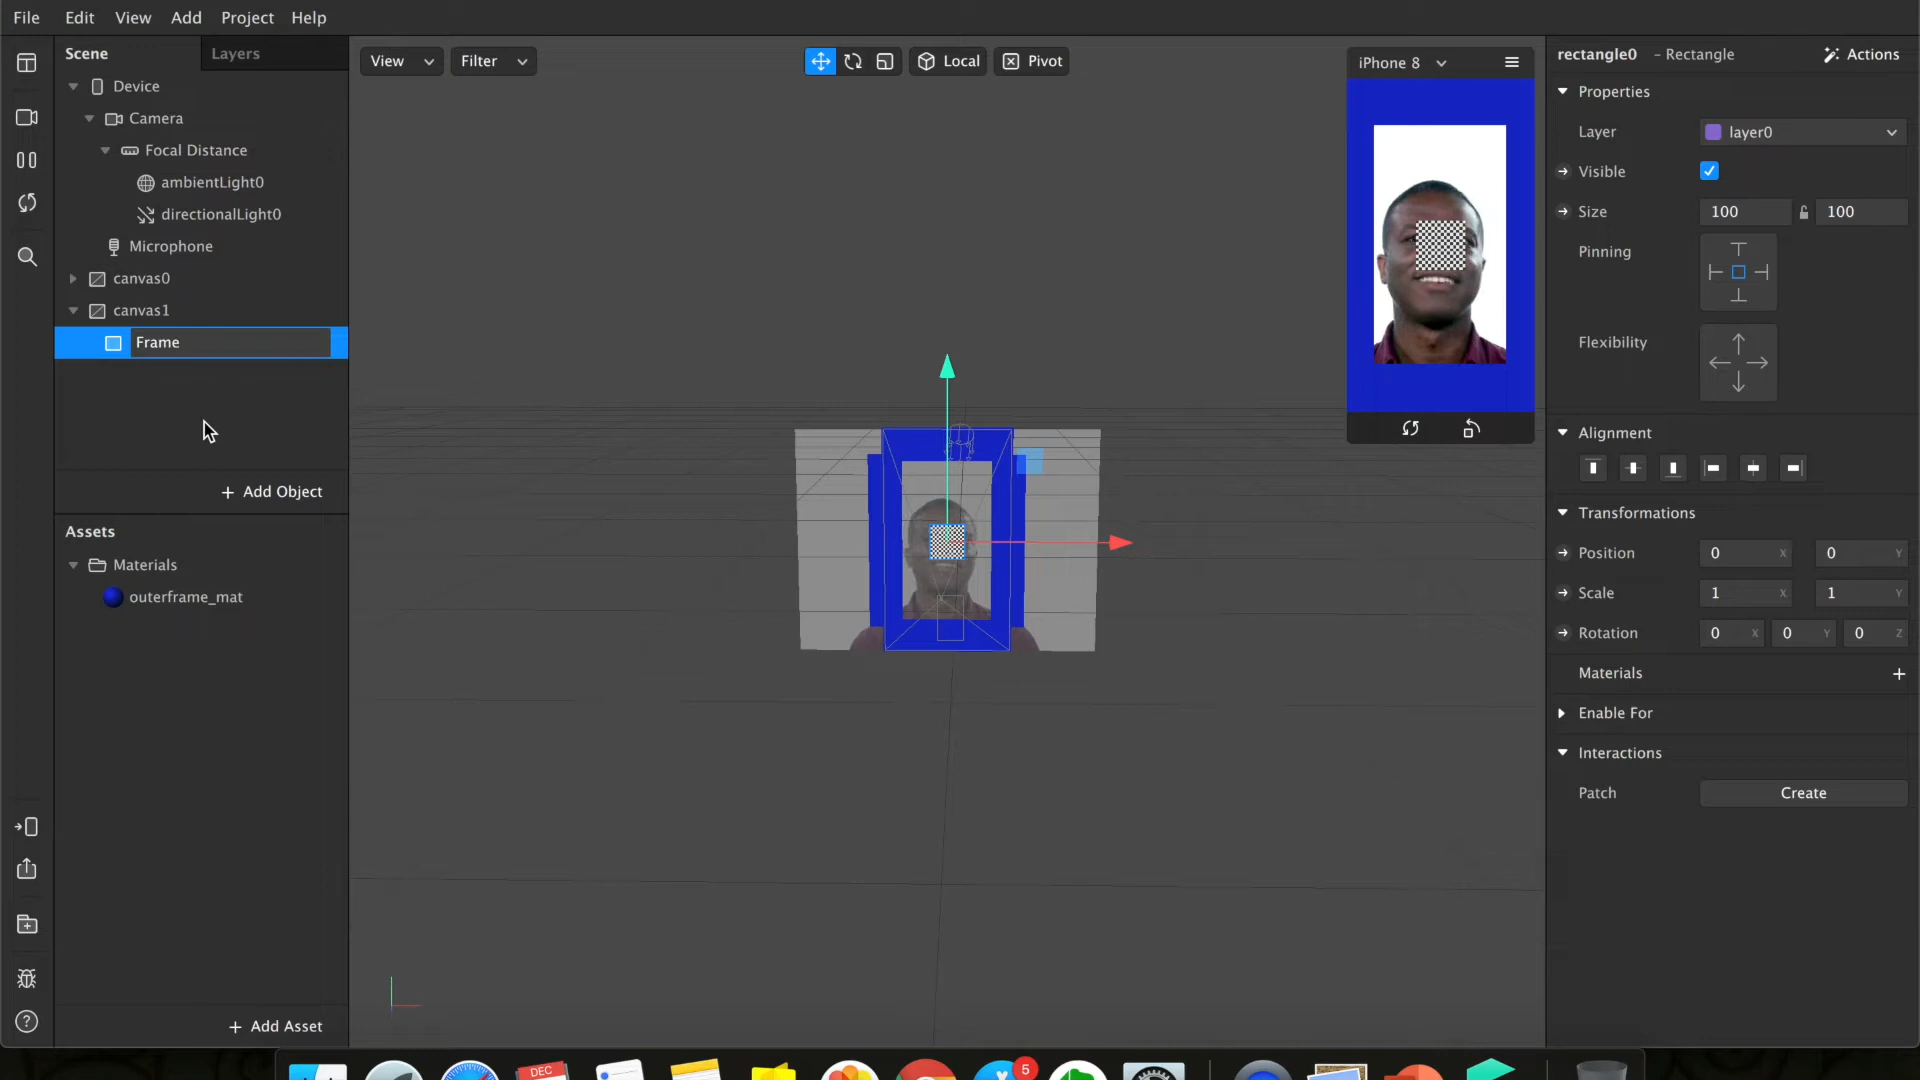 File Edit View Add Project Help
Scene Layers
Device
Camera
Focal Distance
ambientLight0
directionalLight0
Microphone
canvas0
canvas1
Frame
+ Add Object
Assets
Materials
outerframe_mat
+ Add Asset
View Filter Local Pivot
iPhone 8
rectangle0 - Rectangle Actions
Properties
Layer layer0
Visible
Size 100 100
Pinning
Flexibility
Alignment
Transformations
Position 0 X 0 Y
Scale 1 X 1 Y
Rotation 0 X 0 Y 0 Z
Materials +
Enable For
Interactions
Patch Create
DEC 5